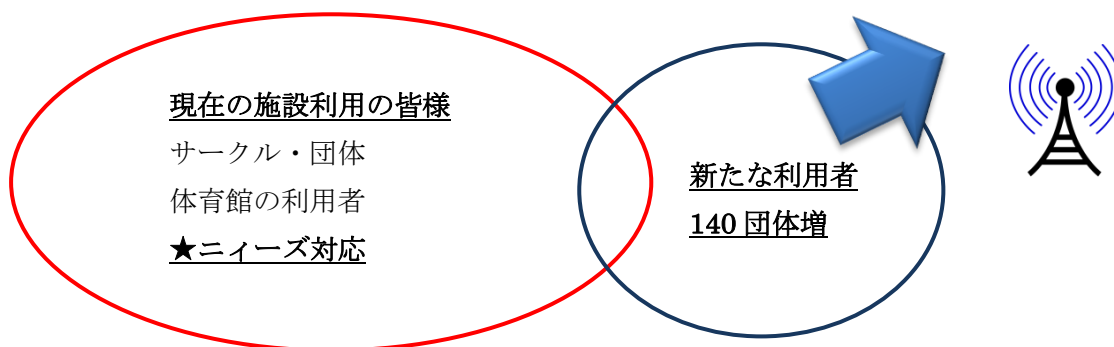 現在の施設利用の皆様
サークル・団体
体育館の利用者
★ニィーズ対応
新たな利用者
140 団体増